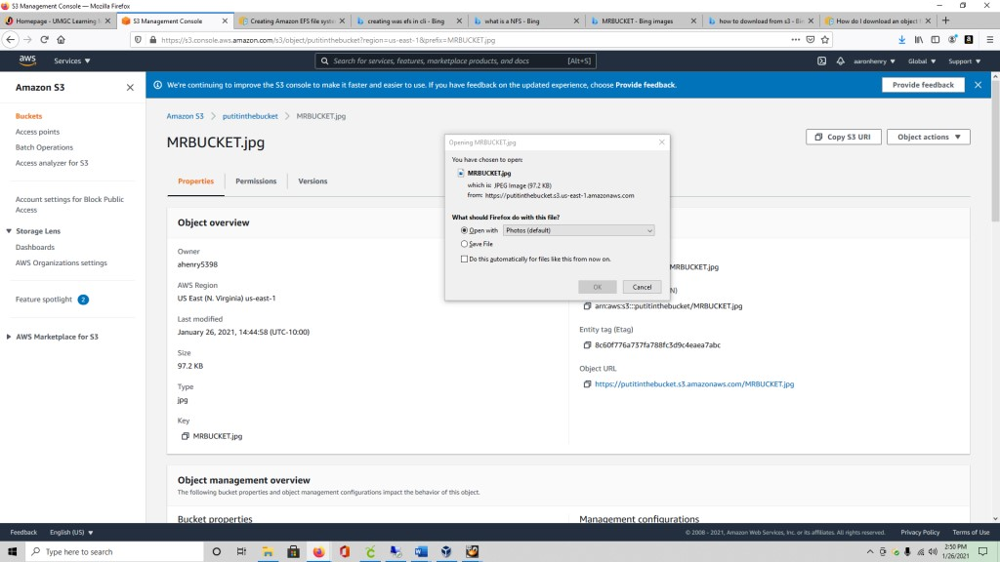 S3 Management Console — Mozilla Firefox
Homepage - UMGC Learning
S3 Management Console
Creating Amazon EFS file system
creating was efs in cli - Bing
what is a NFS - Bing
MRBUCKET - Bing images
how to download from s3 - Bin
How do I download an object
https://s3.console.aws.amazon.com/s3/object/putitinthebucket?region=us-east-1&prefix=MRBUCKET.jpg
aws
Services
Search for services, features, marketplace products, and docs
[Alt+S]
aaronhenry
Global
Support
Amazon S3
We're continuing to improve the S3 console to make it faster and easier to use. If you have feedback on the updated experience, choose Provide feedback.
Provide feedback
Buckets
Access points
Batch Operations
Access analyzer for S3
Account settings for Block Public
Access
Storage Lens
Dashboards
AWS Organizations settings
Feature spotlight 2
AWS Marketplace for S3
Amazon S3
putitinthebucket
MRBUCKET.jpg
MRBUCKET.jpg
Copy S3 URI
Object actions
Properties
Permissions
Versions
Object overview
Owner
ahenry5398
AWS Region
US East (N. Virginia) us-east-1
Last modified
January 26, 2021, 14:44:58 (UTC-10:00)
Size
97.2 KB
Type
jpg
Key
MRBUCKET.jpg
MRBUCKET.jpg
N)
arn:aws:s3:::putitinthebucket/MRBUCKET.jpg
Entity tag (Etag)
8c60f776a737fa788fc3d9c4eaea7abc
Object URL
https://putitinthebucket.s3.amazonaws.com/MRBUCKET.jpg
Opening MRBUCKET.jpg
You have chosen to open:
MRBUCKET.jpg
which is: JPEG Image (97.2 KB)
from: https://putitinthebucket.s3.us-east-1.amazonaws.com
What should Firefox do with this file?
Open with
Photos (default)
Save File
Do this automatically for files like this from now on.
OK
Cancel
Object management overview
The following bucket properties and object management configurations impact the behavior of this object.
Bucket properties
Management configurations
Feedback
English (US)
© 2008 - 2021, Amazon Web Services, Inc. or its affiliates. All rights reserved.
Privacy Policy
Terms of Use
Type here to search
2:50 PM
1/26/2021